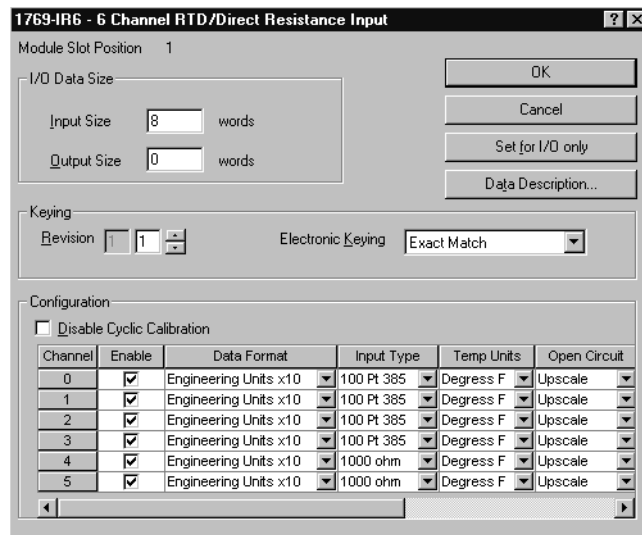 1769-IR6 - 6 Channel RTD/Direct Resistance Input
Module Slot Position 1
I/O Data Size
Input Size 8 words
Output Size 0 words
OK
Cancel
Set for I/O only
Data Description...
Keying
Revision 1 1
Electronic Keying Exact Match
Configuration
Disable Cyclic Calibration
Channel Enable Data Format Input Type Temp Units Open Circuit
0 Engineering Units x10 100 Pt 385 Degress F Upscale
1 Engineering Units x10 100 Pt 385 Degress F Upscale
2 Engineering Units x10 100 Pt 385 Degress F Upscale
3 Engineering Units x10 100 Pt 385 Degress F Upscale
4 Engineering Units x10 1000 ohm Degress F Upscale
5 Engineering Units x10 1000 ohm Degress F Upscale